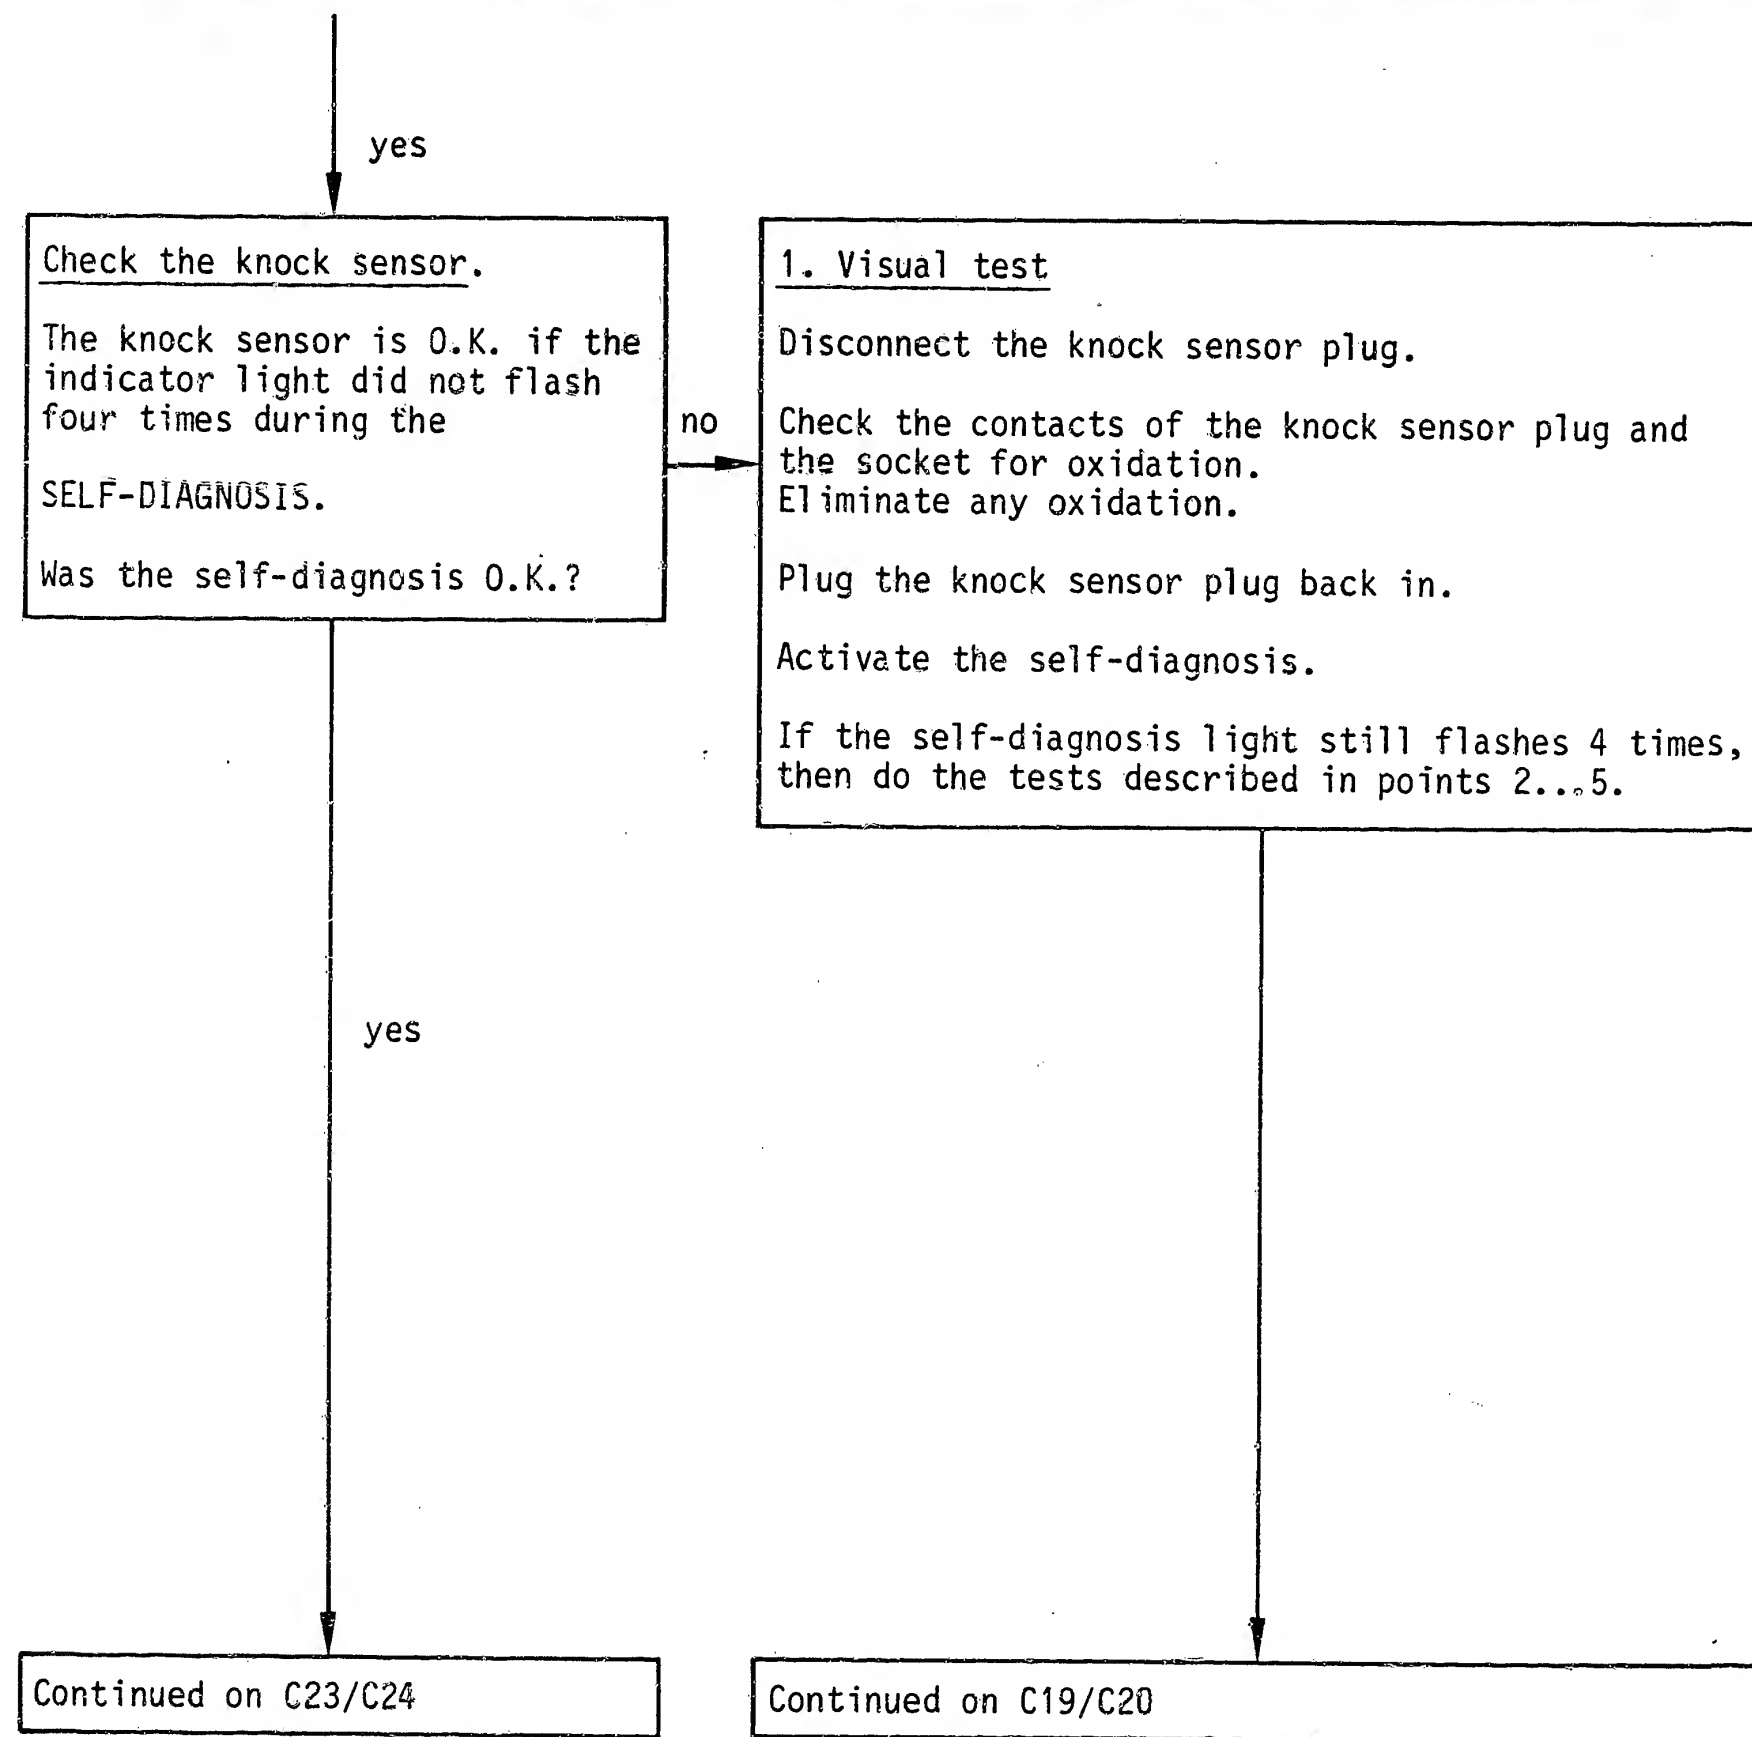 yes
Check the knock sensor.
The knock sensor is O.K. if the
indicator light did not flash
four times during the
SELF-DIAGNOSIS.
Was the self-diagnosis O.K.?
no
1. Visual test
Disconnect the knock sensor plug.
Check the contacts of the knock sensor plug and
the socket for oxidation.
Eliminate any oxidation.
Plug the knock sensor plug back in.
Activate the self-diagnosis.
If the self-diagnosis light still flashes 4 times,
then do the tests described in points 2...5.
yes
Continued on C23/C24
Continued on C19/C20